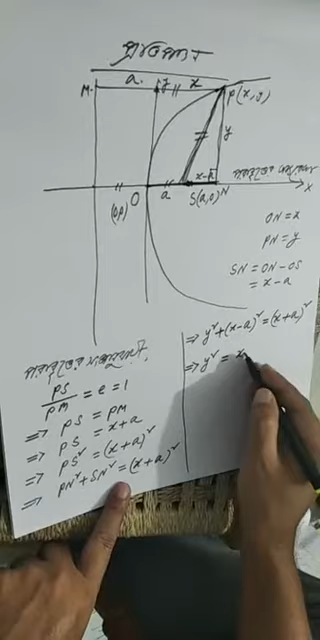 a. y x
M P(x, y)
y
x-a
O a S(a,0) N X
ON = x
PN = y
SN = ON - OS
= x - a
PS/PM = e = 1
⇒ PS = PM
⇒ PS = x + a
⇒ PS² = (x+a)²
⇒ PN² + SN² = (x+a)²
⇒ y² + (x-a)² = (x+a)²
⇒ y² = x